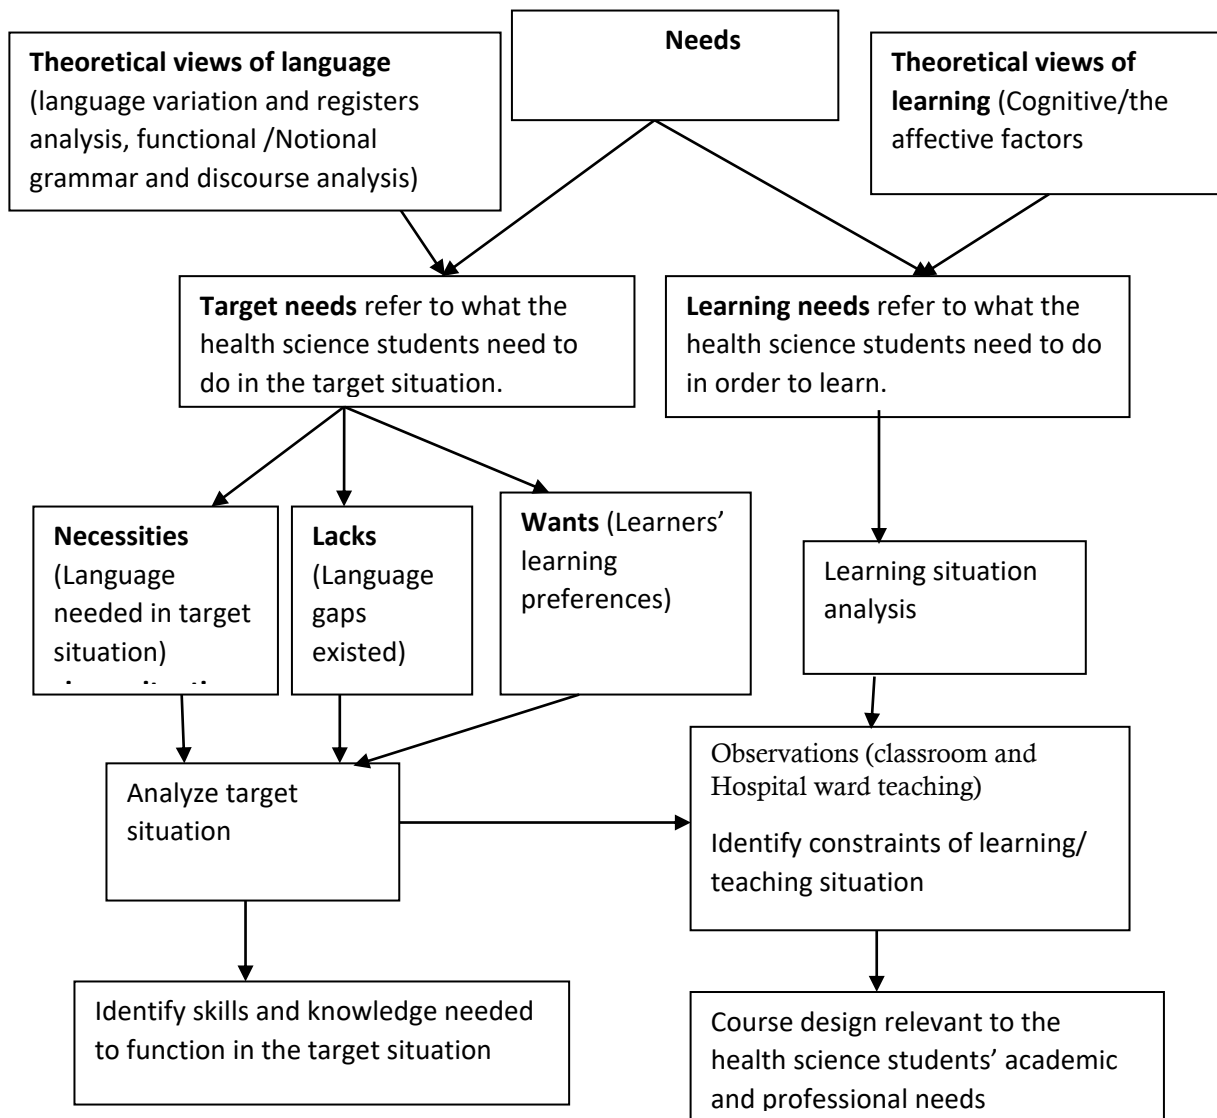 Needs
Theoretical views of language
(language variation and registers
analysis, functional /Notional
grammar and discourse analysis)
Theoretical views of
learning (Cognitive/the
affective factors
Target needs refer to what the
health science students need to
do in the target situation.
Learning needs refer to what the
health science students need to do
in order to learn.
Necessities
(Language
needed in target
situation)
Lacks
(Language
gaps
existed)
Wants (Learners’
learning
preferences)
Learning situation
analysis
Analyze target
situation
Observations (classroom and
Hospital ward teaching)
Identify constraints of learning/
teaching situation
Identify skills and knowledge needed
to function in the target situation
Course design relevant to the
health science students’ academic
and professional needs